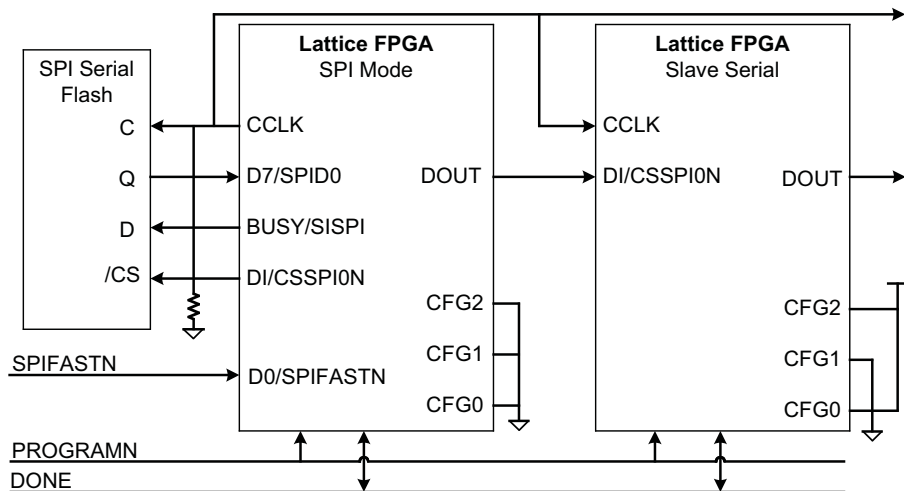 SPI Serial
Flash
C
Q
D
/CS
Lattice FPGA
SPI Mode
CCLK
D7/SPID0
DOUT
BUSY/SISPI
DI/CSSPI0N
CFG2
CFG1
D0/SPIFASTN
CFG0
Lattice FPGA
Slave Serial
CCLK
DI/CSSPI0N
DOUT
CFG2
CFG1
CFG0
SPIFASTN
PROGRAMN
DONE